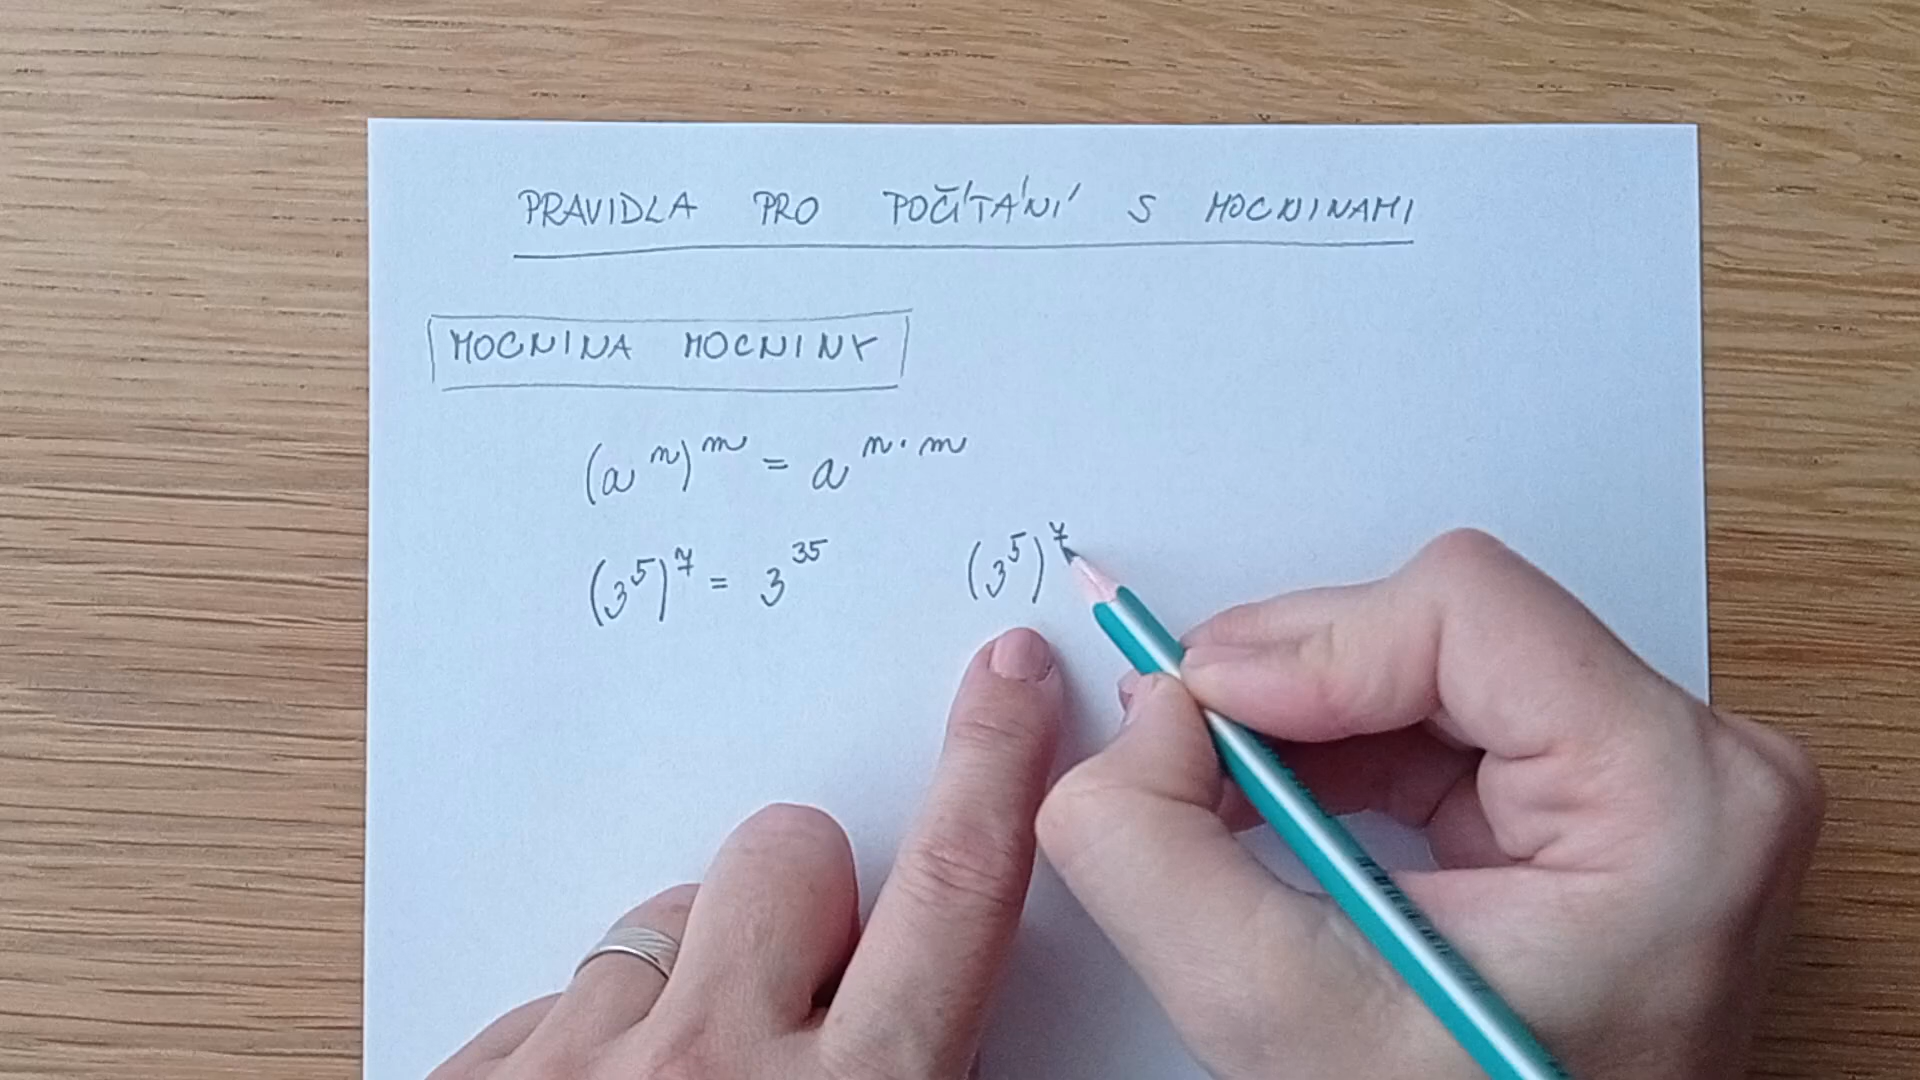 PRAVIDLA PRO POČÍTÁNÍ S MOCNINAMI
MOCNINA MOCNINY
(a^n)^m = a^{n·m}
(3^5)^7 = 3^{35} (3^5)^7